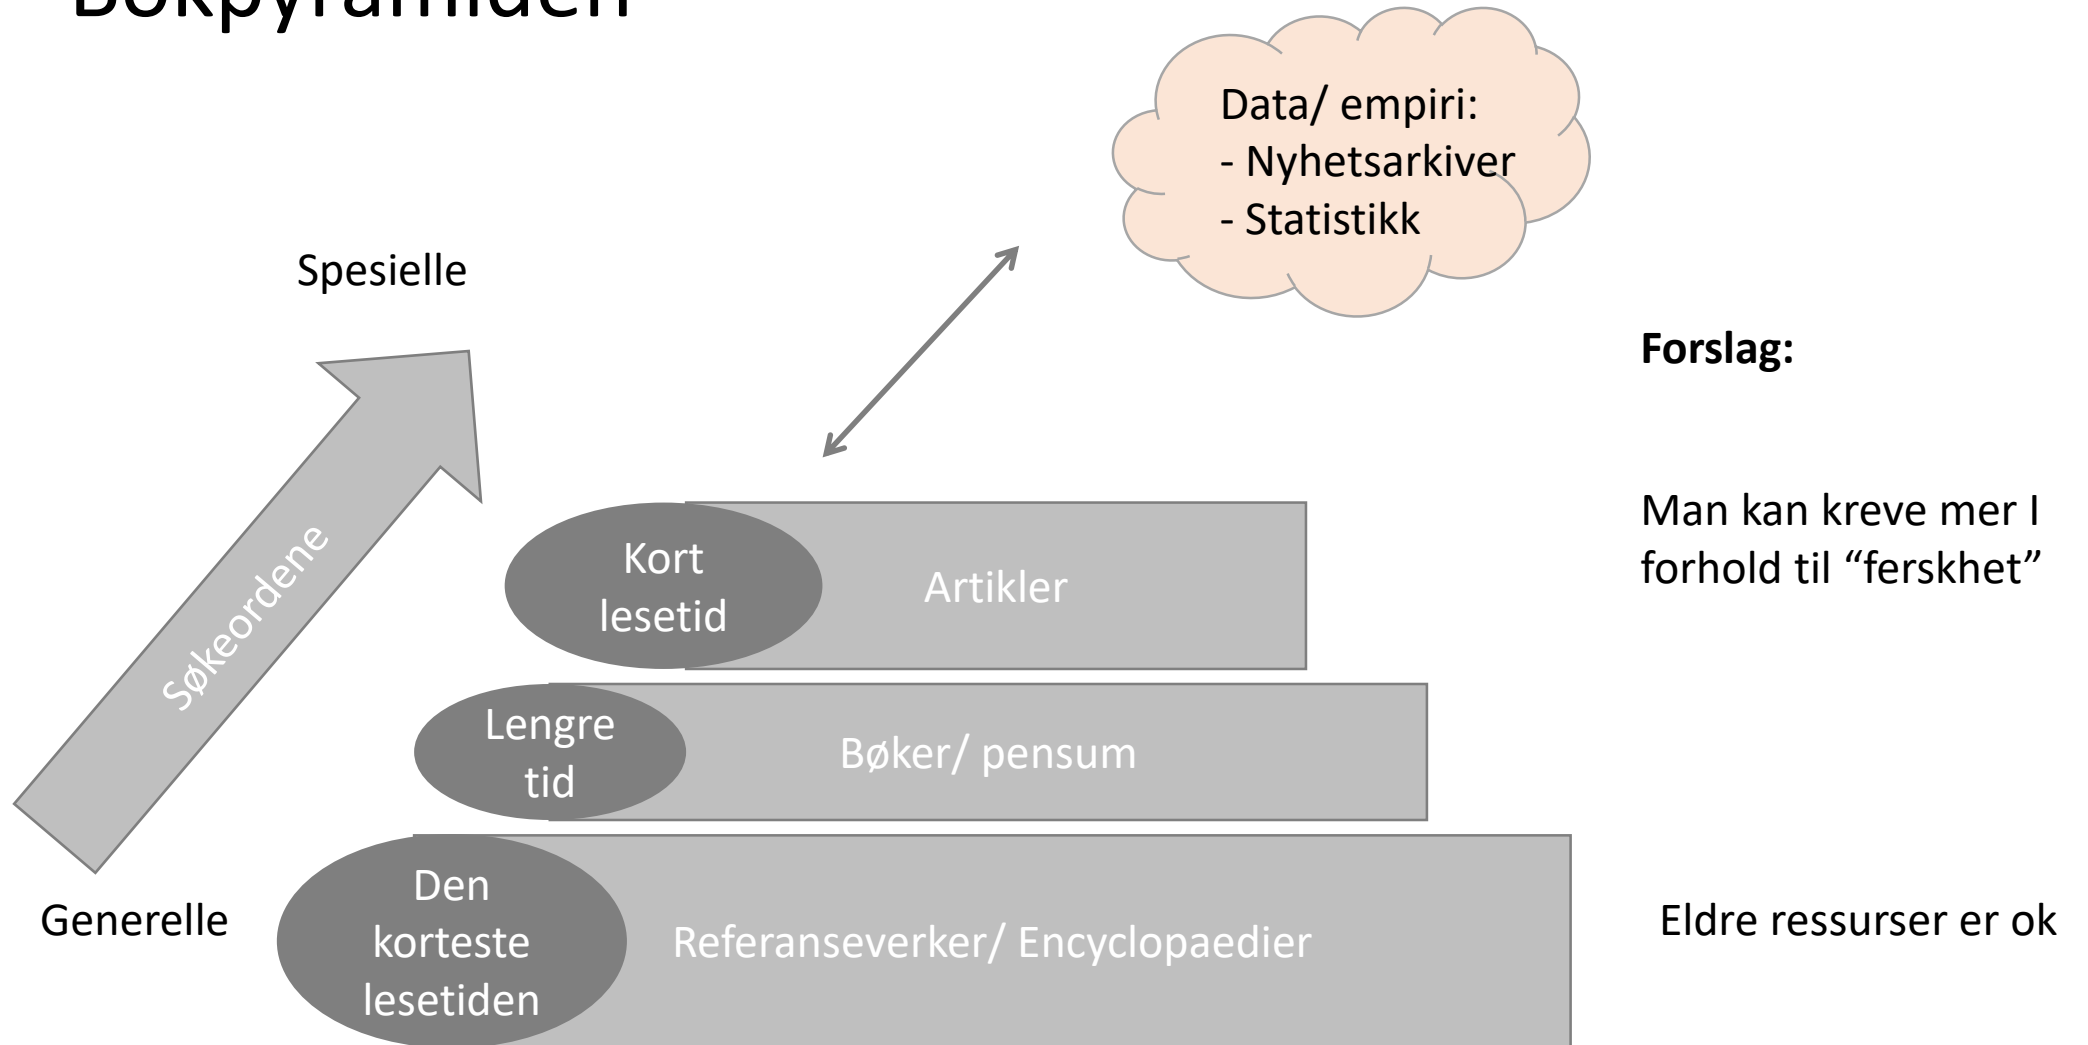 Bokpyramiden
Data/ empiri:
- Nyhetsarkiver
- Statistikk
Spesielle
Forslag:
Man kan kreve mer I
forhold til “ferskhet”
Søkeordene
Kort
lesetid
Artikler
Lengre
tid
Bøker/ pensum
Den
korteste
lesetiden
Referanseverker/ Encyclopaedier
Generelle
Eldre ressurser er ok